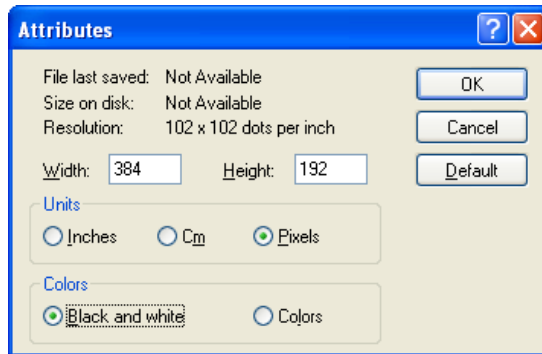 Attributes
File last saved: Not Available
Size on disk: Not Available
Resolution: 102 x 102 dots per inch
Width: 384 Height: 192
Units
Inches Cm Pixels
Colors
Black and white Colors
OK
Cancel
Default